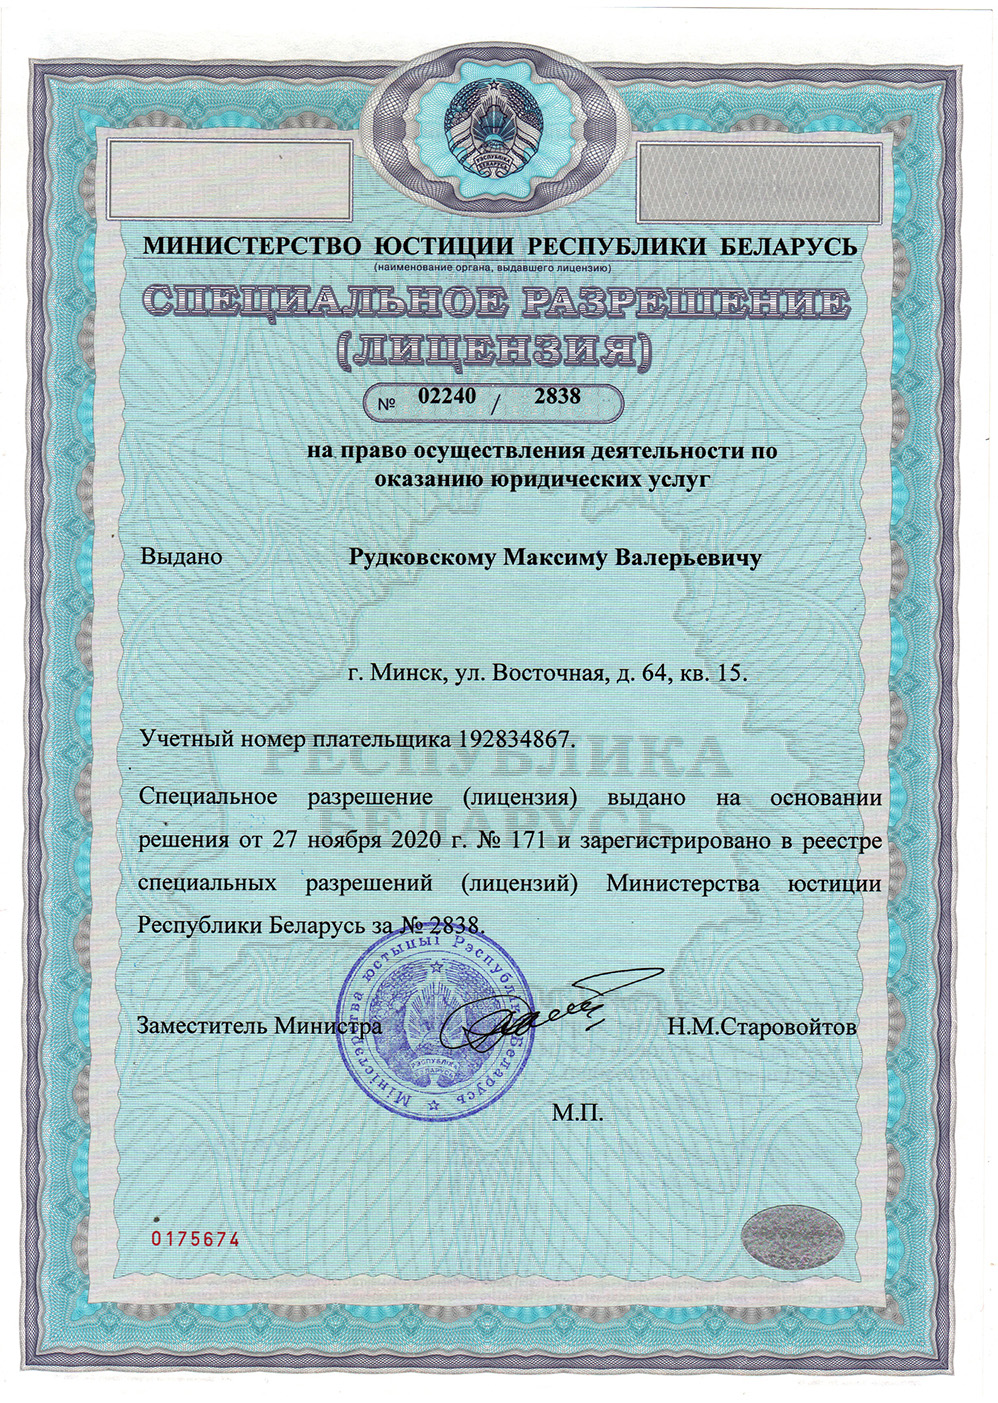 РЭСПУБЛІКА
БЕЛАРУСЬ
МИНИСТЕРСТВО ЮСТИЦИИ РЕСПУБЛИКИ БЕЛАРУСЬ
(наименование органа, выдавшего лицензию)
СПЕЦИАЛЬНОЕ РАЗРЕШЕНИЕ
(ЛИЦЕНЗИЯ)
№ 02240 / 2838
на право осуществления деятельности по
оказанию юридических услуг
Выдано Рудковскому Максиму Валерьевичу
г. Минск, ул. Восточная, д. 64, кв. 15.
Учетный номер плательщика 192834867.
РЕСПУБЛИКА
БЕЛАРУСЬ
Специальное разрешение (лицензия) выдано на основании
решения от 27 ноября 2020 г. № 171 и зарегистрировано в реестре
специальных разрешений (лицензий) Министерства юстиции
Республики Беларусь за № 2838.
Міністэрства юстыцыі Рэспублікі Беларусь
РЭСПУБЛІКА
БЕЛАРУСЬ
Заместитель Министра Н.М.Старовойтов
М.П.
0175674